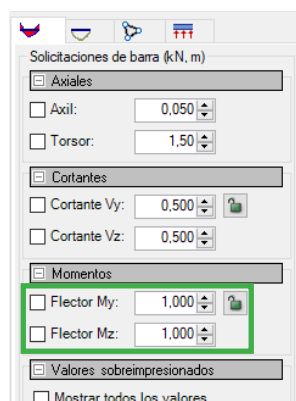 Solicitaciones de barra (kN, m)
Axiales
Axil: 0,050
Torsor: 1,50
Cortantes
Cortante Vy: 0,500
Cortante Vz: 0,500
Momentos
Flector My: 1,000
Flector Mz: 1,000
Valores sobreimpresionados
Mostrar todos los valores